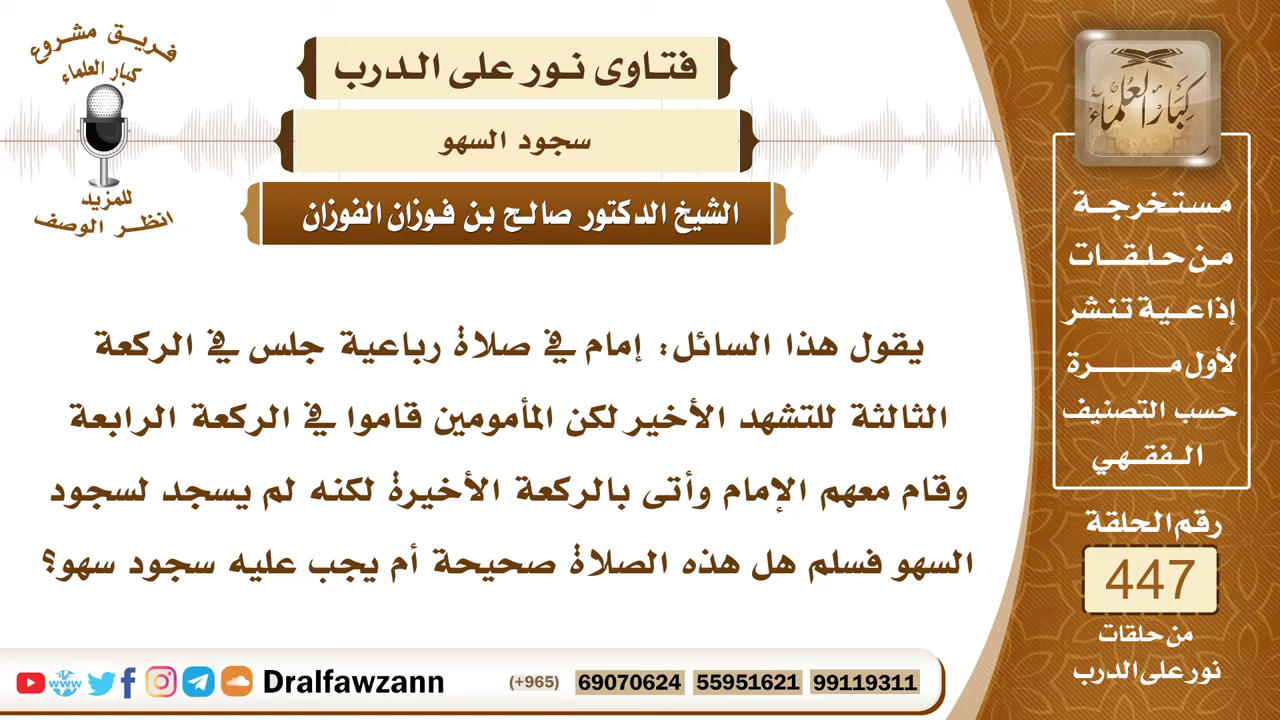 فريق مشروع
كبار العلماء
للمزيد
انظر الوصف
فتاوى نور على الدرب
سجود السهو
الشيخ الدكتور صالح بن فوزان الفوزان
يقول هذا السائل: إمام في صلاة رباعية جلس في الركعة
الثالثة للتشهد الأخير لكن المأمومين قاموا في الركعة الرابعة
وقام معهم الإمام وأتى بالركعة الأخيرة لكنه لم يسجد لسجود
السهو فسلم هل هذه الصلاة صحيحة أم يجب عليه سجود سهو؟
كبار العلماء
مستخرجة
من حلقات
إذاعية تنشر
لأول مرة
حسب التصنيف
الفقهي
رقم الحلقة
447
من حلقات
نور على الدرب
WWW
Dralfawzann
(+965) 69070624 55951621 99119311